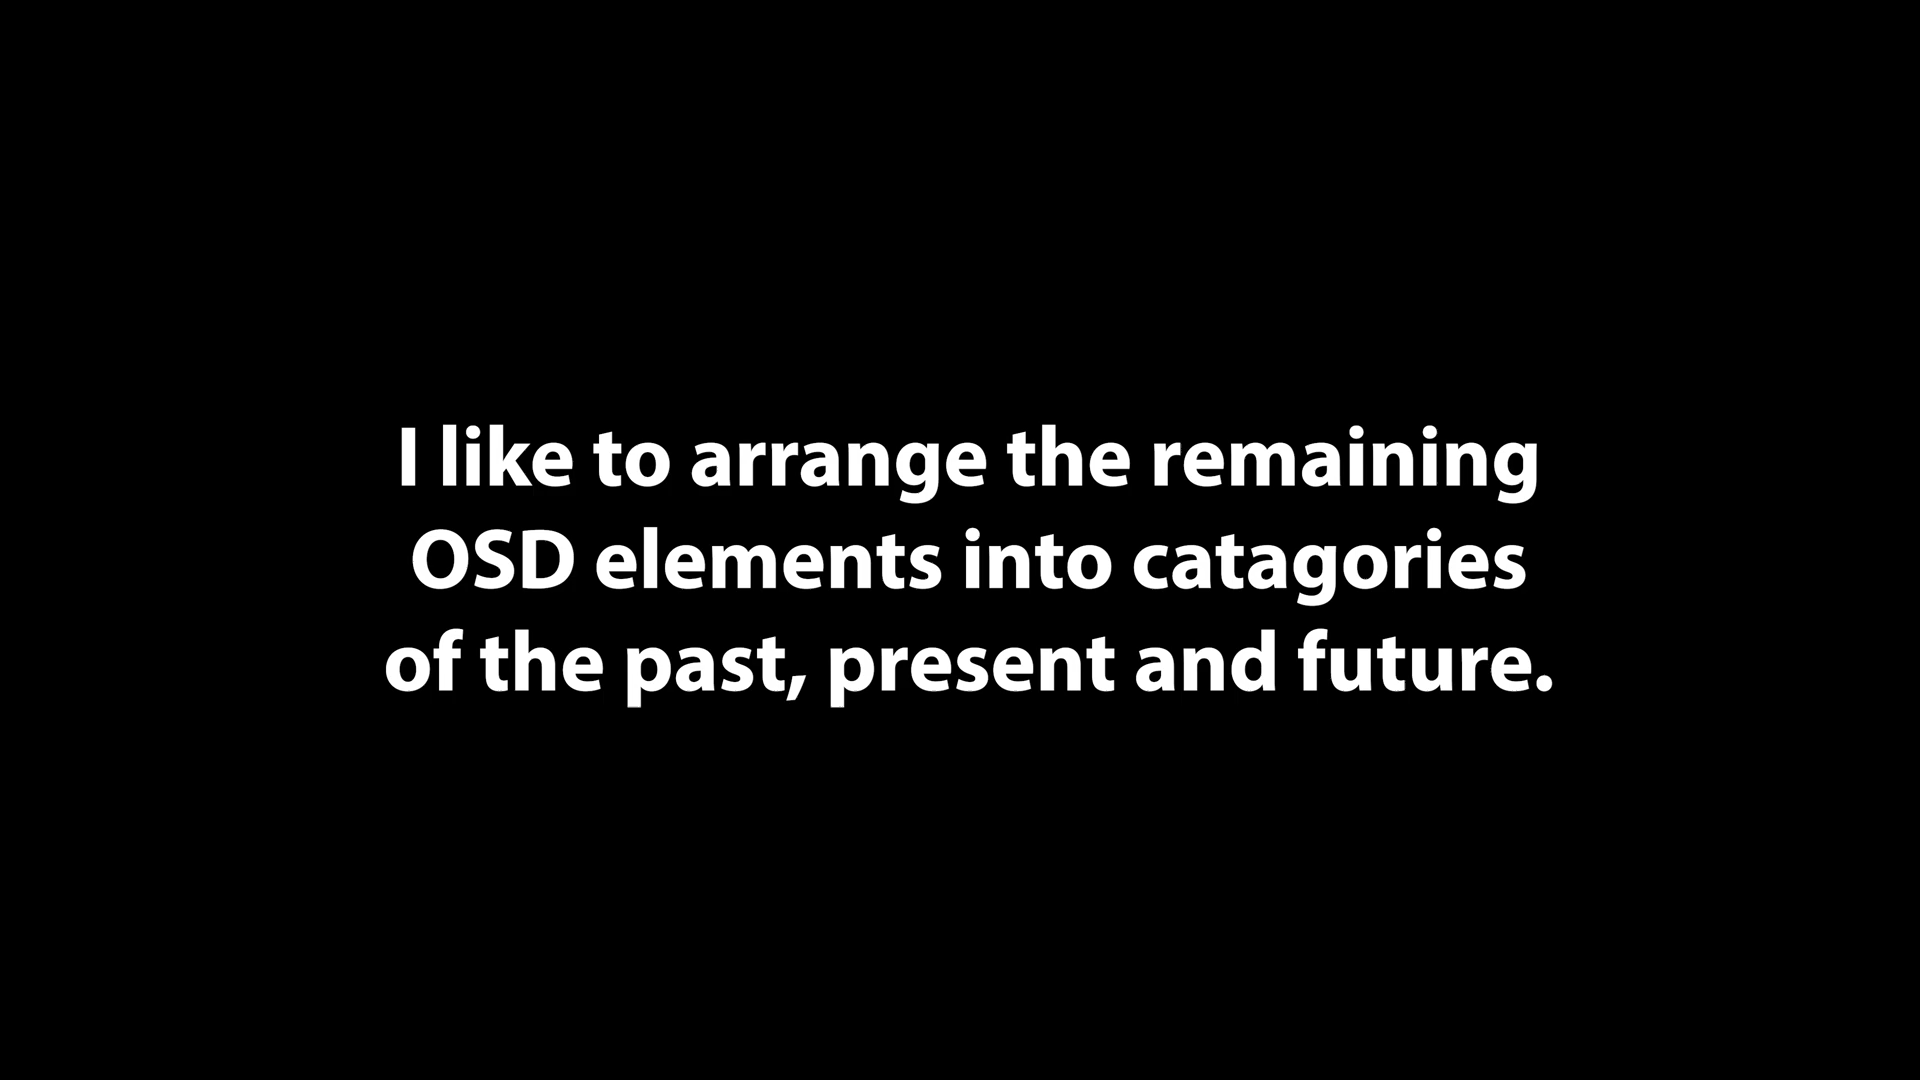 I like to arrange the remaining
OSD elements into catagories
of the past, present and future.